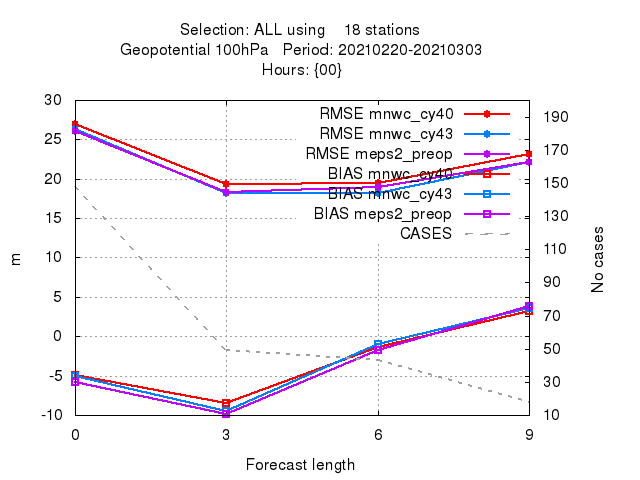 Selection: ALL using    18 stations
Geopotential 100hPa   Period: 20210220-20210303
Hours: {00}
30
25
20
15
10
5
0
-5
-10
m
RMSE mnwc_cy40
RMSE mnwc_cy43
RMSE meps2_preop
BIAS mnwc_cy40
BIAS mnwc_cy43
BIAS meps2_preop
CASES
190
170
150
130
110
90
70
50
30
10
No cases
0 3 6 9
Forecast length